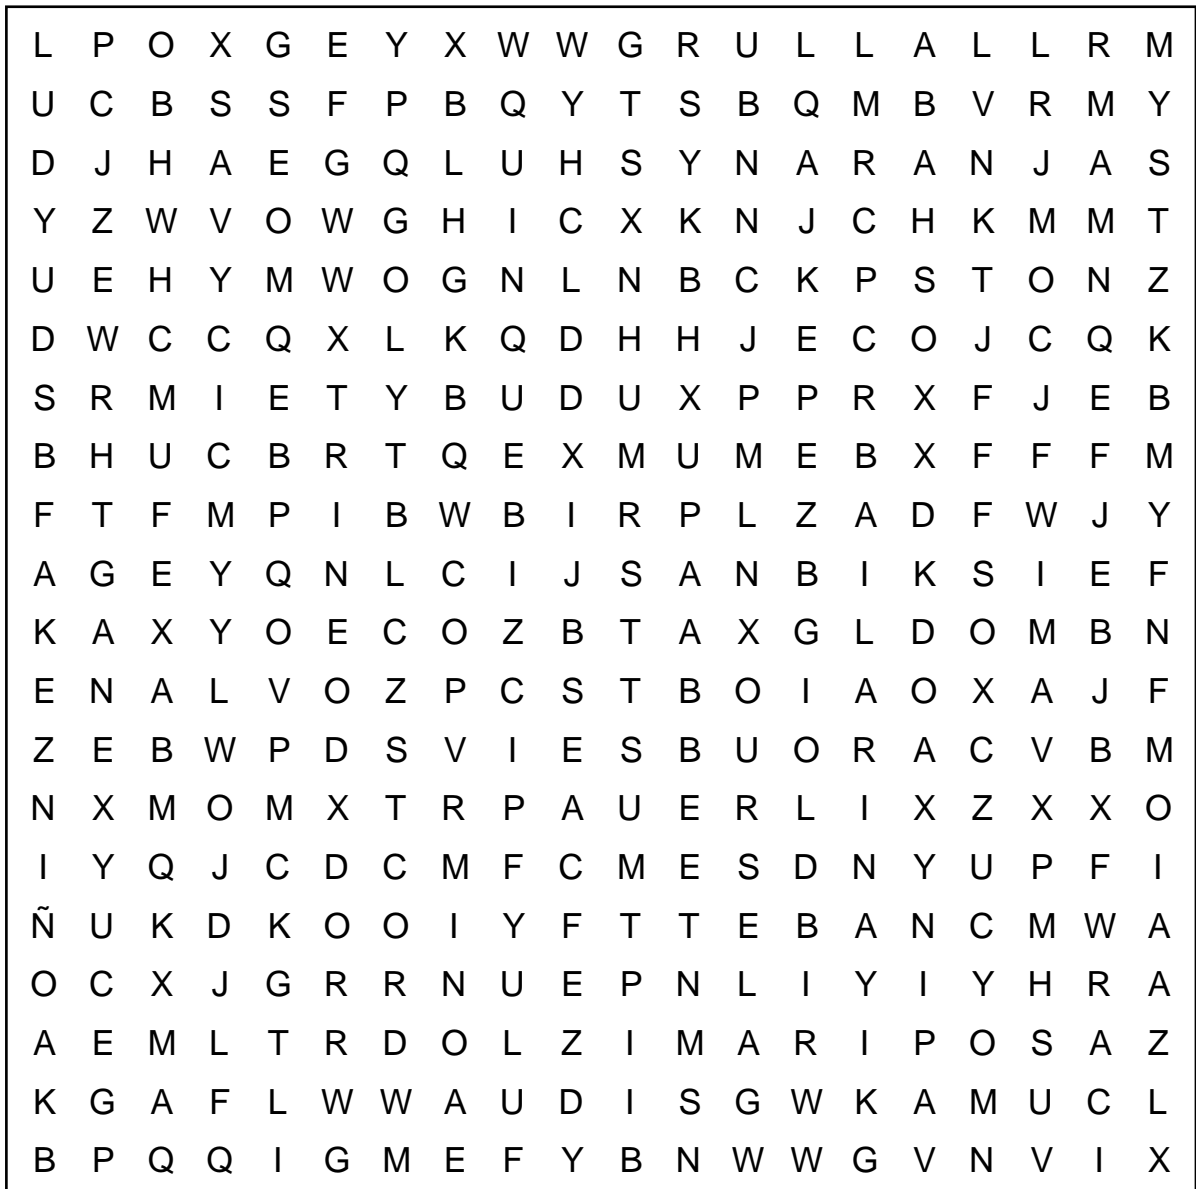 L P O X G E Y X W W G R U L L A L L R M
U C B S S F P B Q Y T S B Q M B V R M Y
D J H A E G Q L U H S Y N A R A N J A S
Y Z W V O W G H I C X K N J C H K M M T
U E H Y M W O G N L N B C K P S T O N Z
D W C C Q X L K Q D H H J E C O J C Q K
S R M I E T Y B U D U X P P R X F J E B
B H U C B R T Q E X M U M E B X F F F M
F T F M P I B W B I R P L Z A D F W J Y
A G E Y Q N L C I J S A N B I K S I E F
K A X Y O E C O Z B T A X G L D O M B N
E N A L V O Z P C S T B O I A O X A J F
Z E B W P D S V I E S B U O R A C V B M
N X M O M X T R P A U E R L I X Z X X O
I Y Q J C D C M F C M E S D N Y U P F I
Ñ U K D K O O I Y F T T E B A N C M W A
O C X J G R R N U E P N L I Y I Y H R A
A E M L T R D O L Z I M A R I P O S A Z
K G A F L W W A U D I S G W K A M U C L
B P Q Q I G M E F Y B N W W G V N V I X